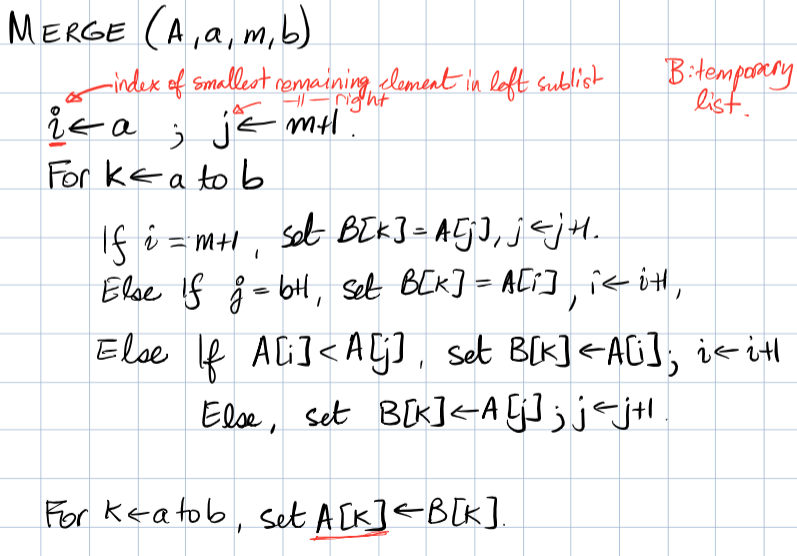 MERGE (A,a,m,b)
index of smallest remaining element in left sublist
B: temporary
—11— right
list.
i←a ; j← m+1.
For k←a to b
If i = m+1, set B[k]=A[j], j←j+1.
Else If j = b+1, set B[k] = A[i], i← i+1,
Else If A[i]<A[j], set B[k]←A[i]; i←i+1
Else, set B[k]←A[j]; j←j+1.
For k←a to b, set A[k]←B[k].